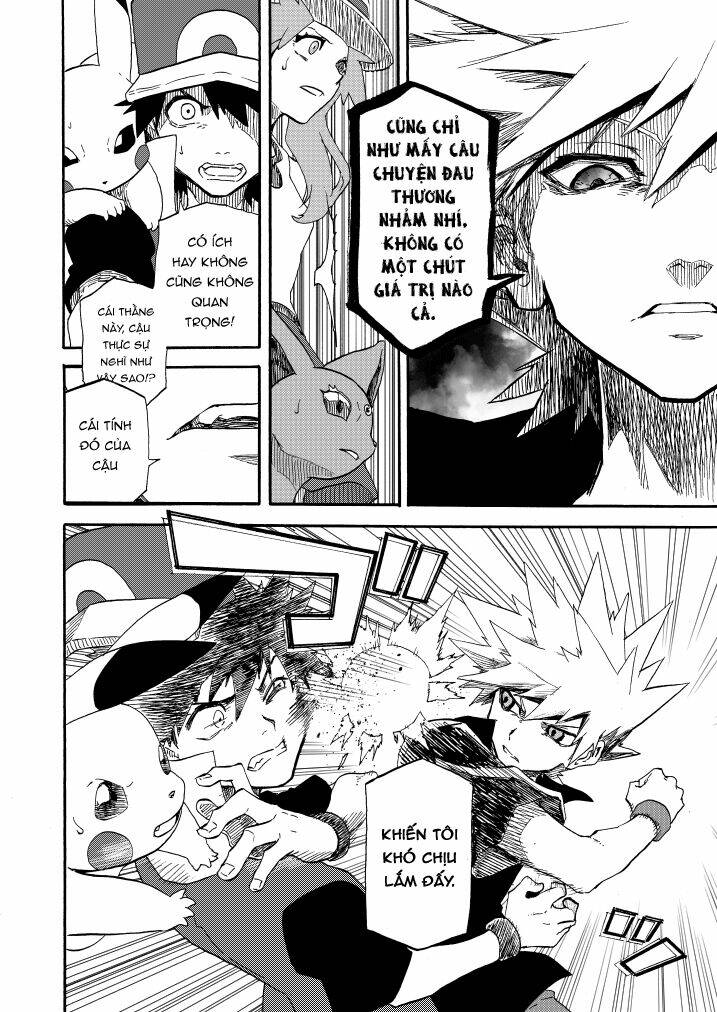 CŨNG CHỈ
NHƯ MẤY CÂU
CHUYỆN ĐAU
THƯƠNG
NHẢM NHÍ,
KHÔNG CÓ
MỘT CHÚT
GIÁ TRỊ NÀO
CẢ.
CÓ ÍCH
HAY KHÔNG
CŨNG KHÔNG
QUAN
TRỌNG!
CÁI THẰNG
NÀY, CẬU
THỰC SỰ
NGHĨ NHƯ
VẬY SAO!?
CÁI TÍNH
ĐÓ CỦA
CẬU
KHIẾN TÔI
KHÓ CHỊU
LẮM ĐẤY.